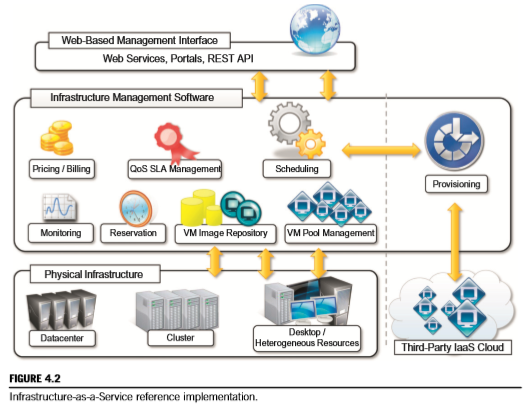 Web-Based Management Interface
Web Services, Portals, REST API
Infrastructure Management Software
Pricing / Billing
QoS SLA Management
Scheduling
Provisioning
Monitoring
Reservation
VM Image Repository
VM Pool Management
Physical Infrastructure
Datacenter
Cluster
Desktop /
Heterogeneous Resources
Third-Party IaaS Cloud
FIGURE 4.2
Infrastructure-as-a-Service reference implementation.